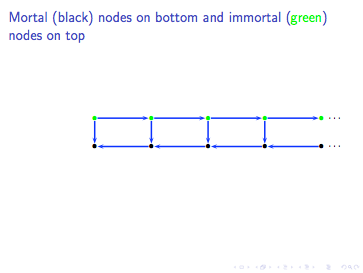 Mortal (black) nodes on bottom and immortal (green)
nodes on top
...
...